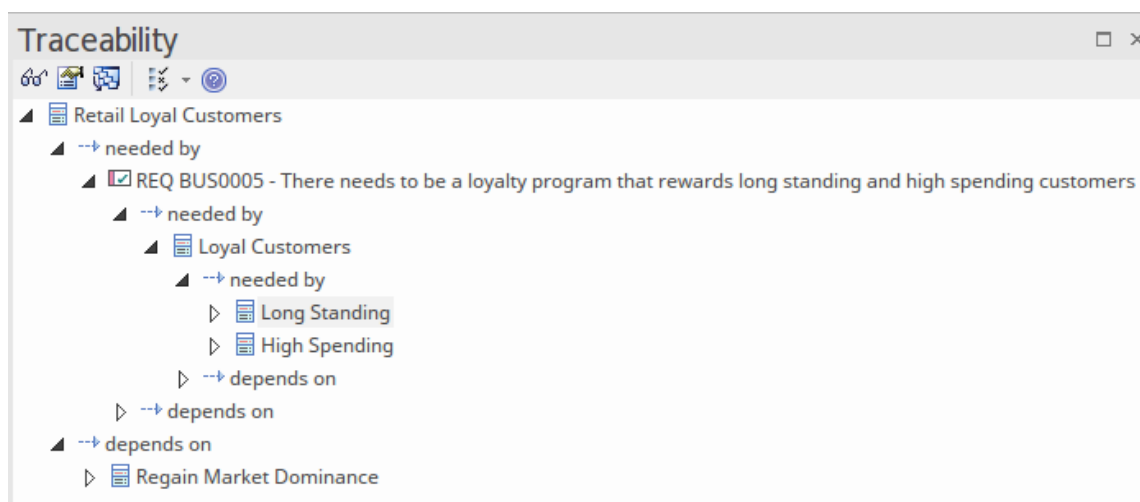 Traceability
Retail Loyal Customers
needed by
REQ BUS0005 - There needs to be a loyalty program that rewards long standing and high spending customers
needed by
Loyal Customers
needed by
Long Standing
High Spending
depends on
depends on
depends on
Regain Market Dominance